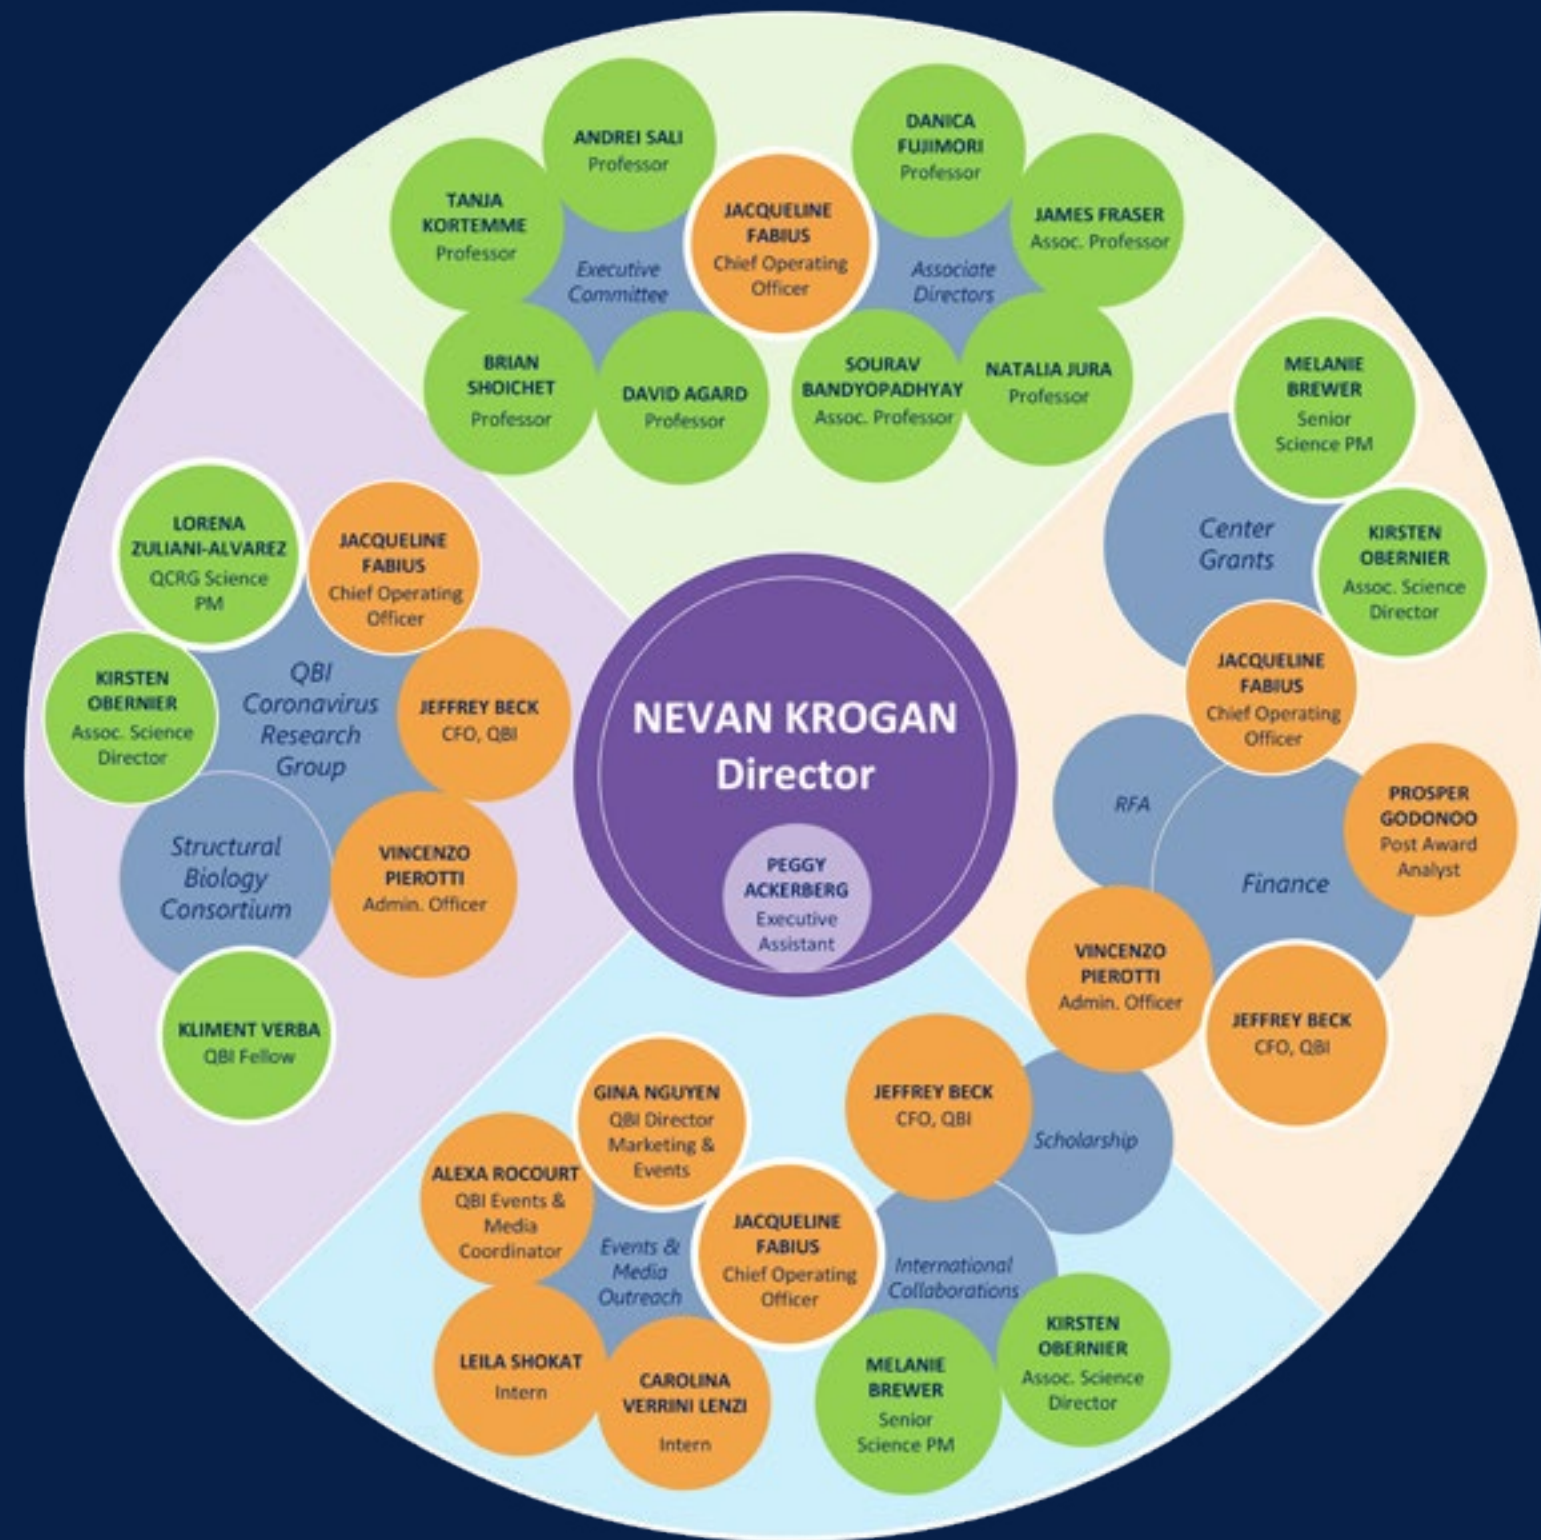 ANDREI SALI
Professor
TANJA
KORTEMME
Professor
Executive
Committee
BRIAN
SHOICHET
Professor
DAVID AGARD
Professor
JACQUELINE
FABIUS
Chief Operating
Officer
DANICA
FUJIMORI
Professor
JAMES FRASER
Assoc. Professor
Associate
Directors
SOURAV
BANDYOPADHYAY
Assoc. Professor
NATALIA JURA
Professor
MELANIE
BREWER
Senior
Science PM
Center
Grants
KIRSTEN
OBERNIER
Assoc. Science
Director
JACQUELINE
FABIUS
Chief Operating
Officer
RFA
PROSPER
GODONOO
Post Award
Analyst
Finance
VINCENZO
PIEROTTI
Admin. Officer
JEFFREY BECK
CFO, QBI
LORENA
ZULIANI-ALVAREZ
QCRG Science
PM
JACQUELINE
FABIUS
Chief Operating
Officer
KIRSTEN
OBERNIER
Assoc. Science
Director
QBI
Coronavirus
Research
Group
JEFFREY BECK
CFO, QBI
Structural
Biology
Consortium
VINCENZO
PIEROTTI
Admin. Officer
KLIMENT VERBA
QBI Fellow
NEVAN KROGAN
Director
PEGGY
ACKERBERG
Executive
Assistant
GINA NGUYEN
QBI Director
Marketing &
Events
ALEXA ROCOURT
QBI Events &
Media
Coordinator
Events &
Media
Outreach
LEILA SHOKAT
Intern
CAROLINA
VERRINI LENZI
Intern
JACQUELINE
FABIUS
Chief Operating
Officer
JEFFREY BECK
CFO, QBI
Scholarship
International
Collaborations
MELANIE
BREWER
Senior
Science PM
KIRSTEN
OBERNIER
Assoc. Science
Director